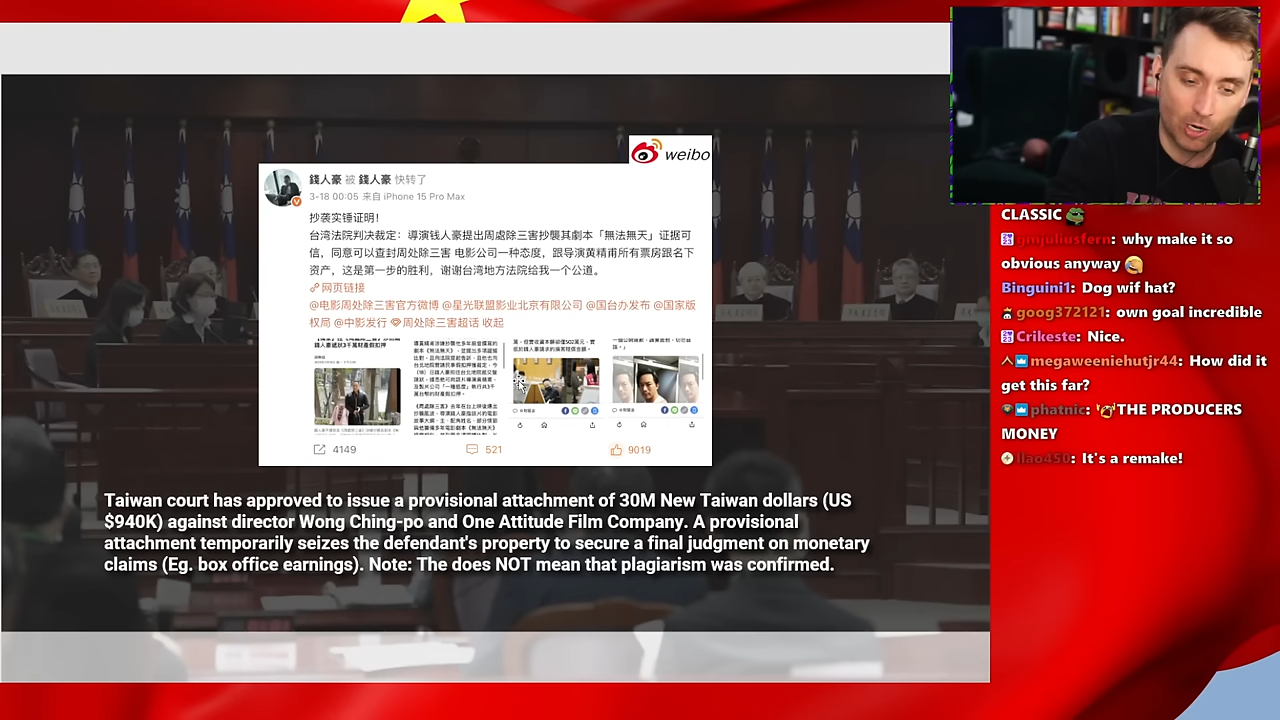 weibo
錢人豪 被 錢人豪 快转了
3-18 00:05 来自 iPhone 15 Pro Max
抄袭实锤证明!
台湾法院判决裁定：導演钱人豪提出周處除三害抄襲其劇本「無法無天」证据可
信，同意可以查封周处除三害 电影公司一种态度，跟导演黄精甫所有票房跟名下
资产，这是第一步的胜利，谢谢台湾地方法院给我一个公道。
网页链接
@电影周处除三害官方微博 @星光联盟影业北京有限公司 @国台办发布 @国家版
权局 @中影发行 周处除三害超话 收起
4149
521
9019
Taiwan court has approved to issue a provisional attachment of 30M New Taiwan dollars (US
$940K) against director Wong Ching-po and One Attitude Film Company. A provisional
attachment temporarily seizes the defendant's property to secure a final judgment on monetary
claims (Eg. box office earnings). Note: The does NOT mean that plagiarism was confirmed.
CLASSIC
gmjuliusfern: why make it so
obvious anyway
Binguini1: Dog wif hat?
goog372121: own goal incredible
Crikeste: Nice.
megaweeniehutjr44: How did it
get this far?
phatnic: THE PRODUCERS
MONEY
lao450: It's a remake!